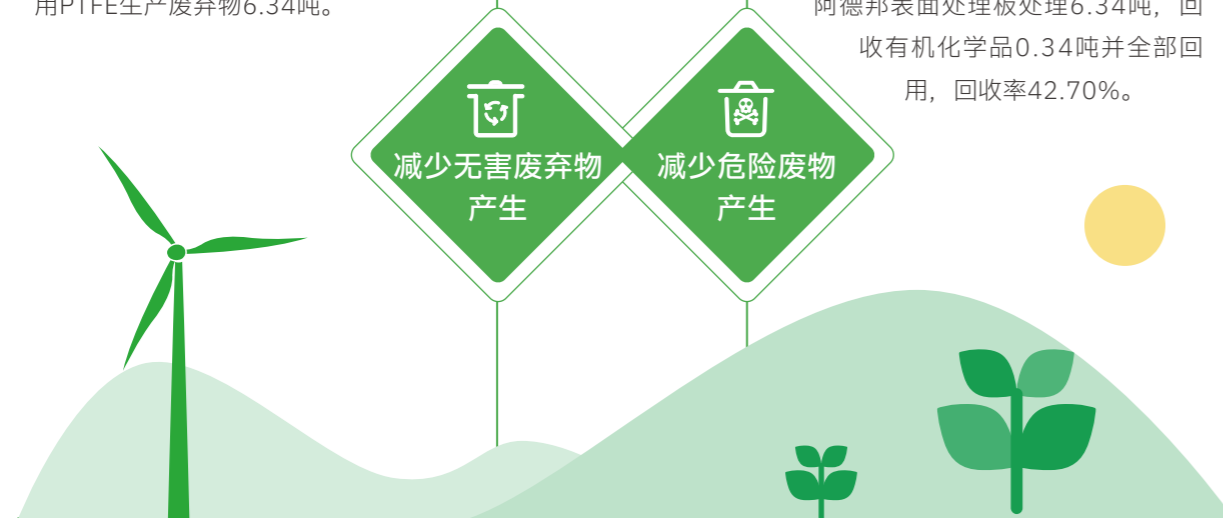 用PTFE生产废弃物6.34吨。
阿德邦表面处理板处理6.34吨，回
收有机化学品0.34吨并全部回
用，回收率42.70%。
减少无害废弃物
产生
减少危险废物
产生